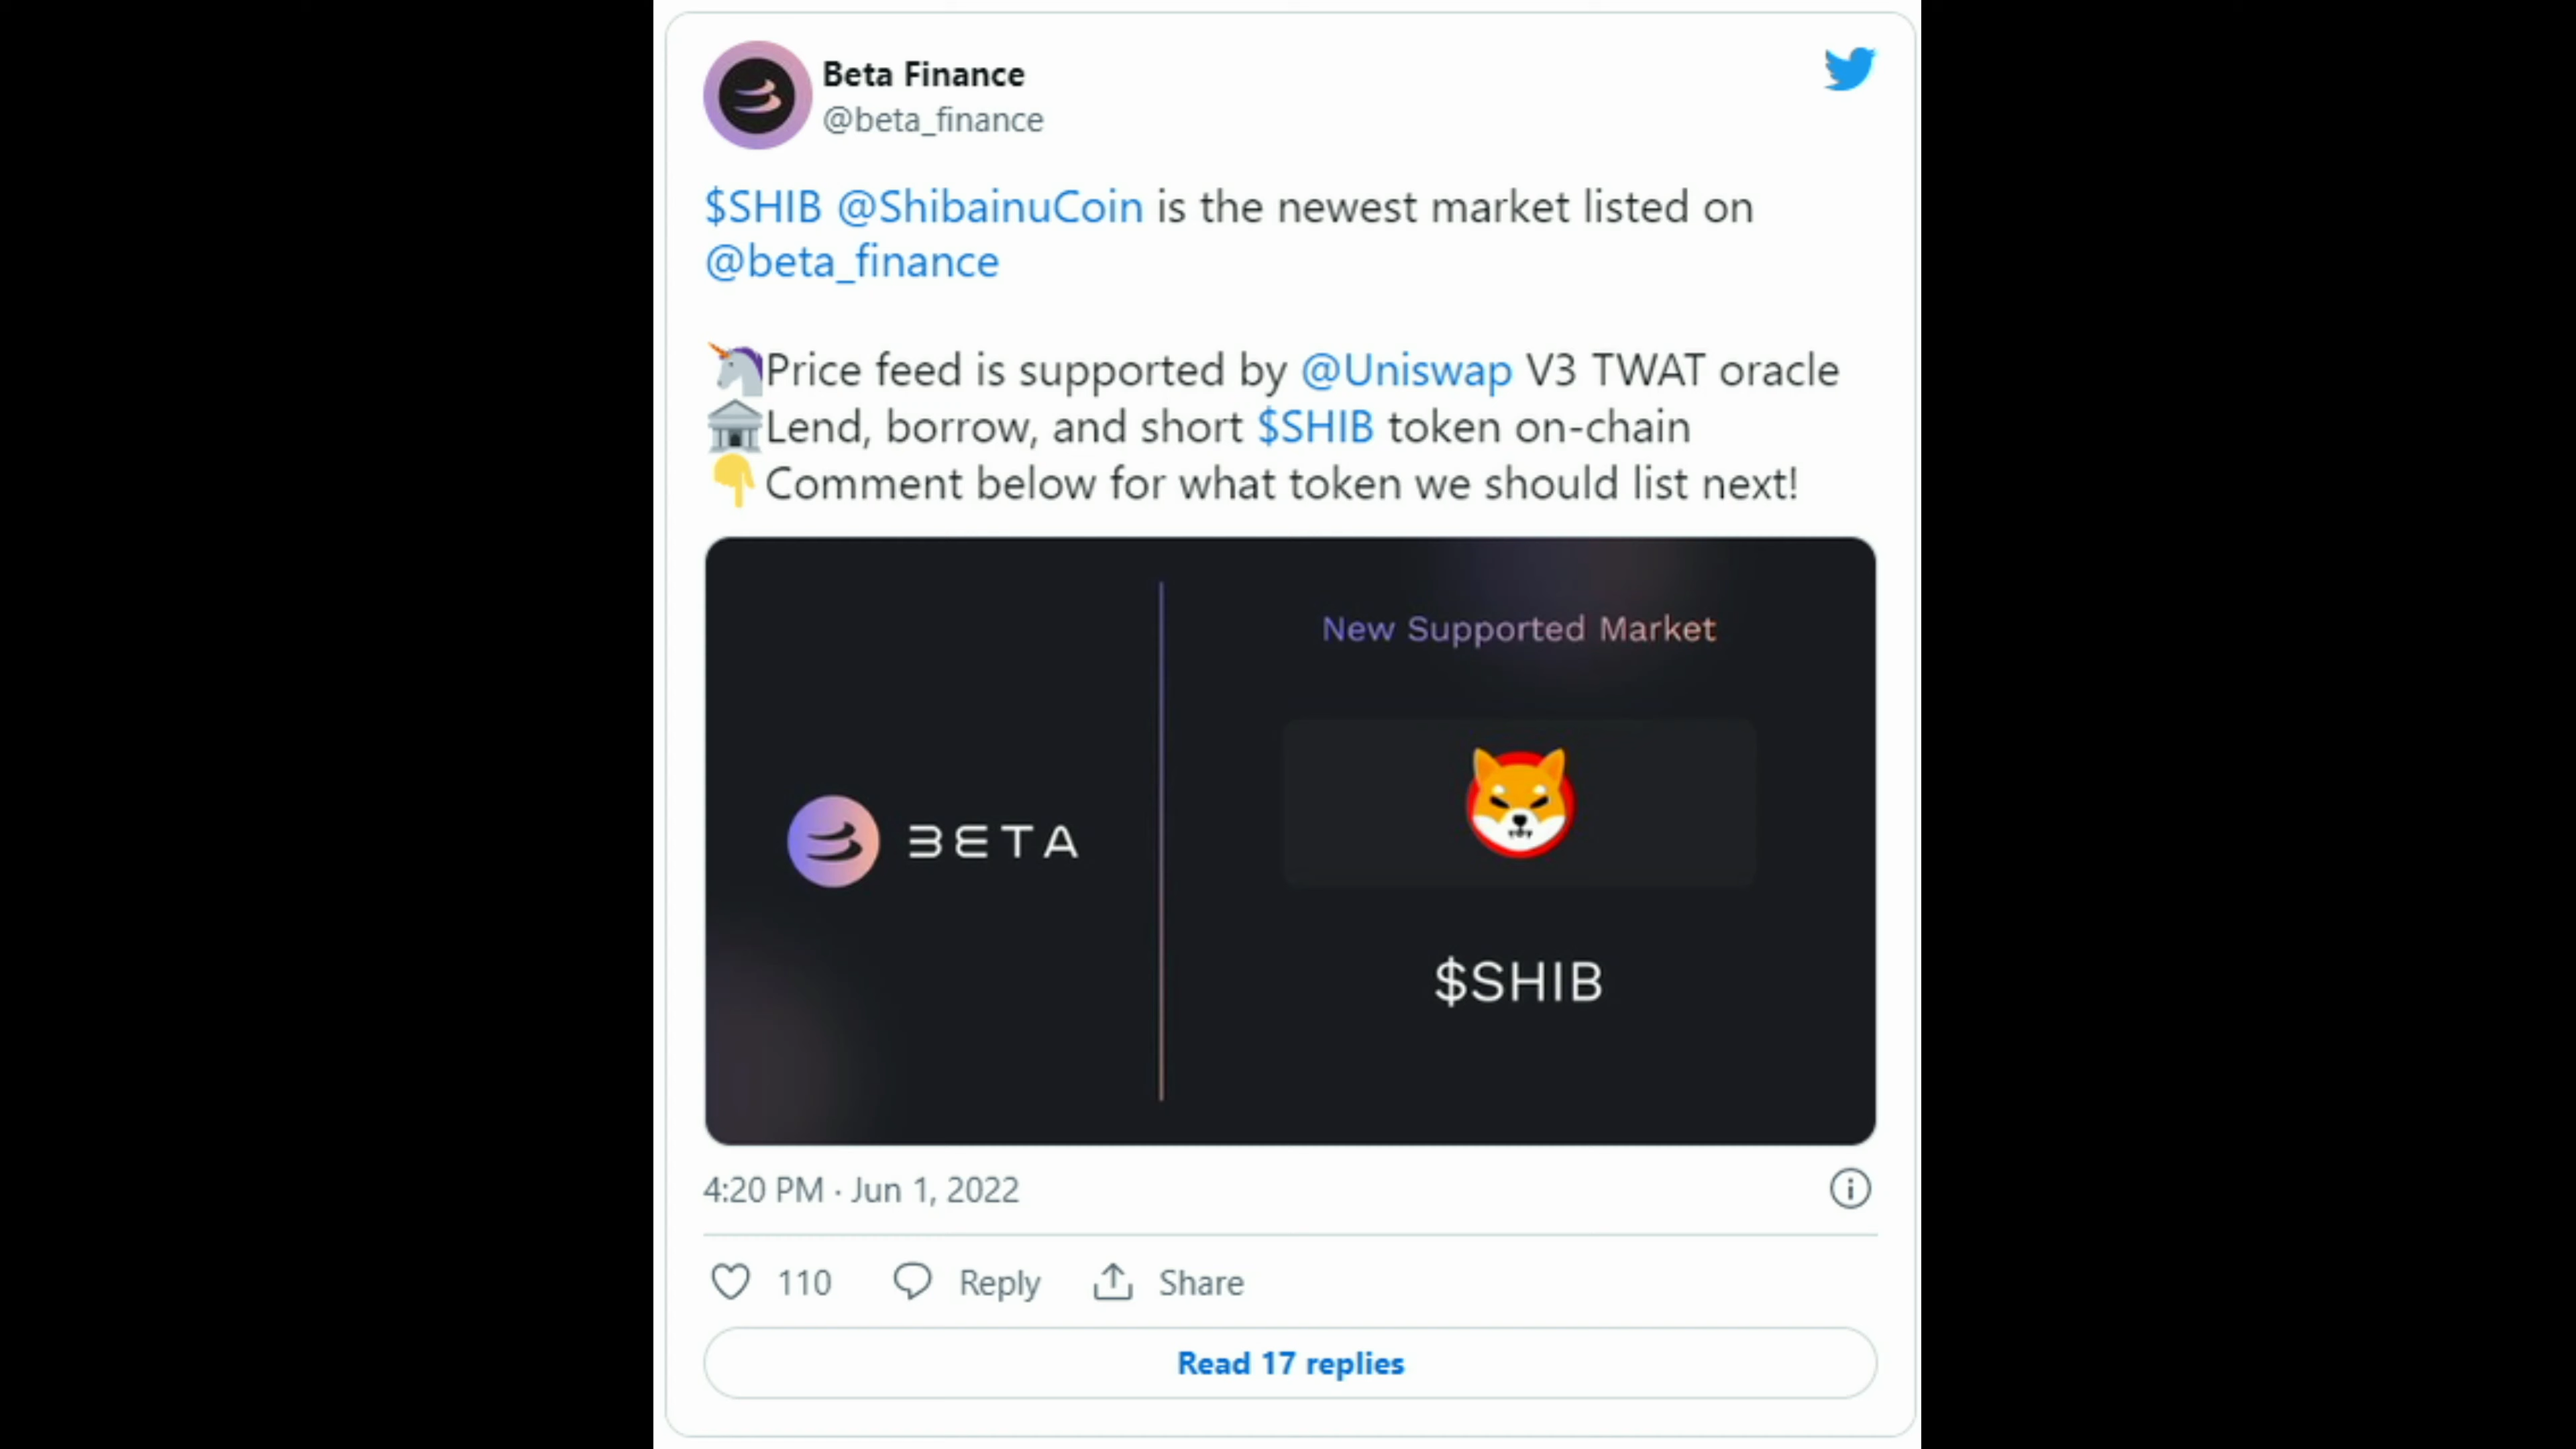 Beta Finance
@beta_finance
$SHIB @ShibainuCoin is the newest market listed on
@beta_finance
🦄Price feed is supported by @Uniswap V3 TWAT oracle
🏛️Lend, borrow, and short $SHIB token on-chain
👇Comment below for what token we should list next!
New Supported Market
BETA
$SHIB
4:20 PM · Jun 1, 2022
110 Reply Share
Read 17 replies